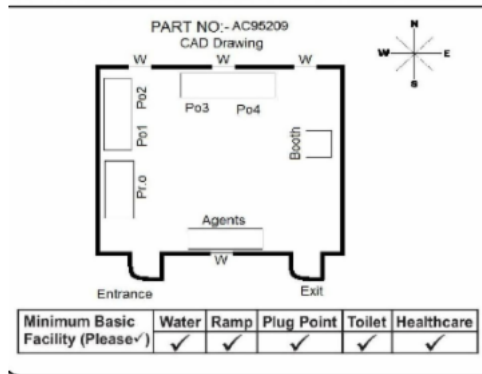 PART NO:- AC95209
CAD Drawing
N
W E
S
W W W
Po2
Po1
Po3 Po4
Booth
Pr.o
Agents
W
Entrance Exit
Minimum Basic Facility (Please✓) Water Ramp Plug Point Toilet Healthcare
✓ ✓ ✓ ✓ ✓